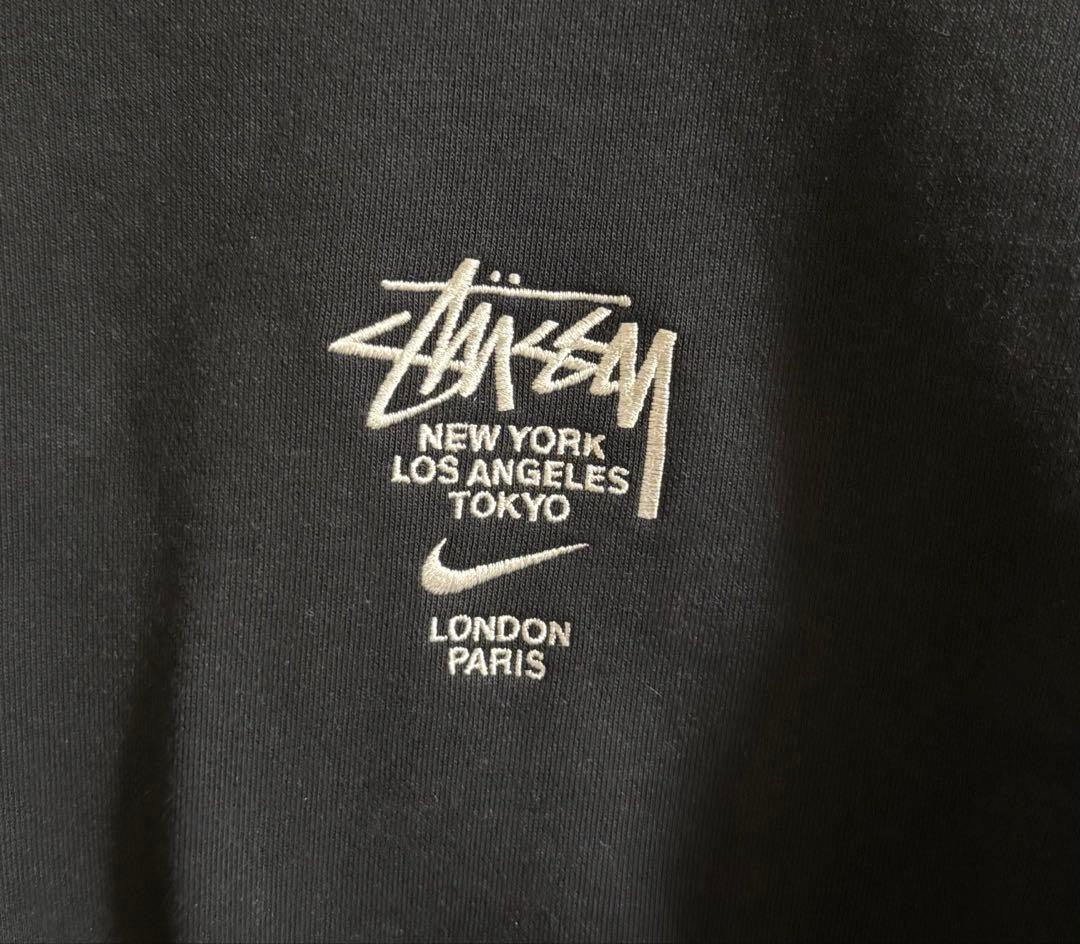 Stüssy
NEW YORK
LOS ANGELES
TOKYO
LONDON
PARIS